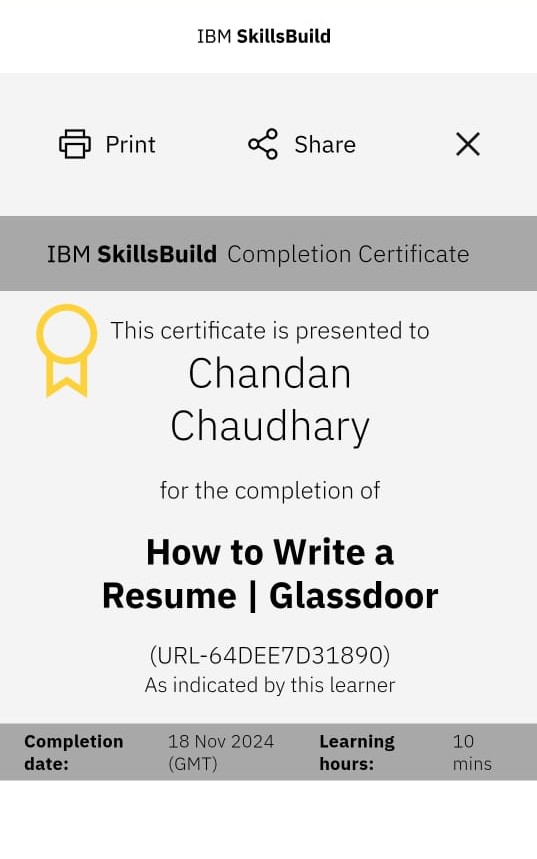 IBM SkillsBuild
Print Share
IBM SkillsBuild Completion Certificate
This certificate is presented to
Chandan
Chaudhary
for the completion of
How to Write a
Resume | Glassdoor
(URL-64DEE7D31890)
As indicated by this learner
Completion date: 18 Nov 2024 (GMT) Learning hours: 10 mins